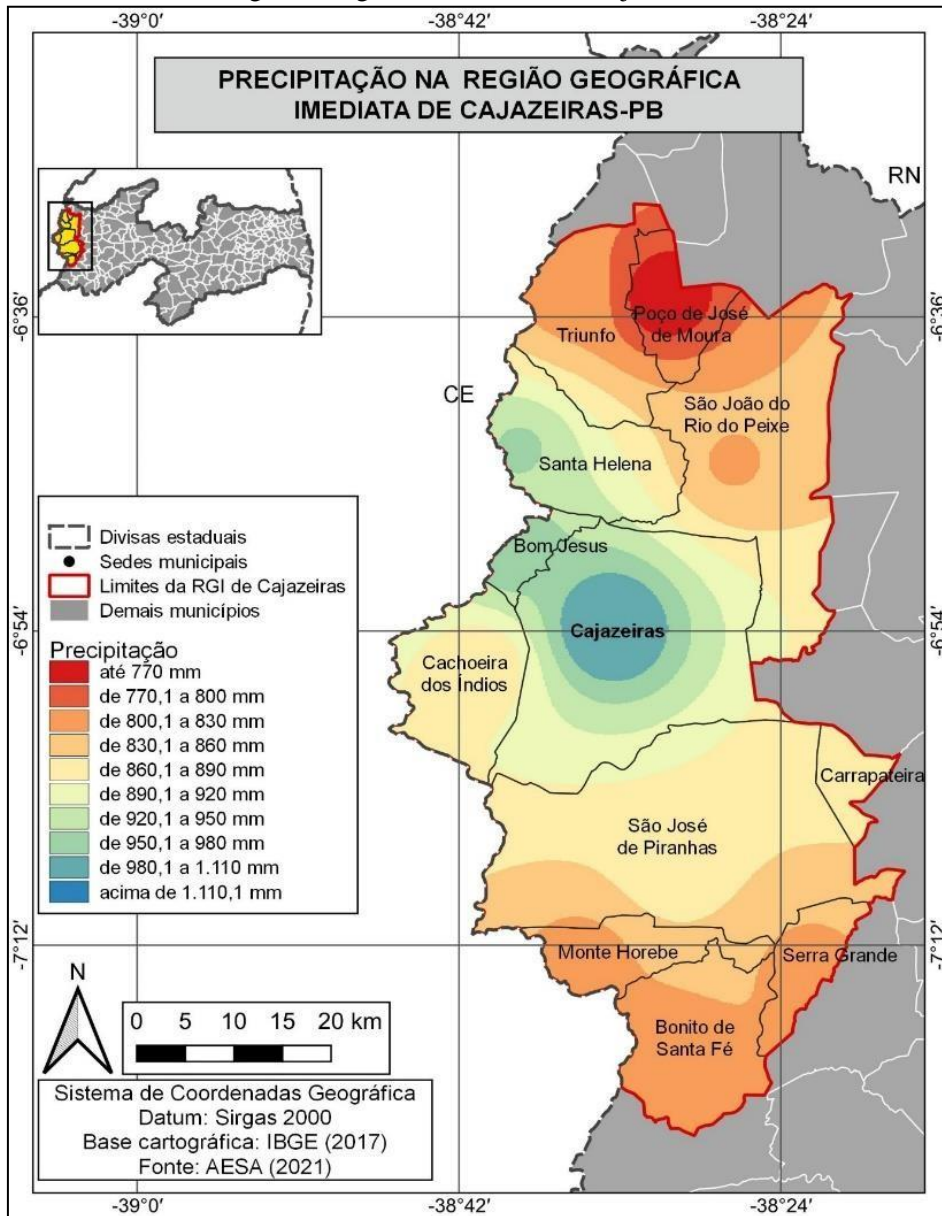 -39°0′
-38°42′
-38°24′
PRECIPITAÇÃO NA REGIÃO GEOGRÁFICA
IMEDIATA DE CAJAZEIRAS-PB
RN
-6°36′
-6°36′
Poço de José
de Moura
Triunfo
CE
São João do
Rio do Peixe
Santa Helena
Bom Jesus
-6°54′
-6°54′
Cajazeiras
Cachoeira
dos Índios
Carrapateira
São José
de Piranhas
Divisas estaduais
Sedes municipais
Limites da RGI de Cajazeiras
Demais municípios
Precipitação
até 770 mm
de 770,1 a 800 mm
de 800,1 a 830 mm
de 830,1 a 860 mm
de 860,1 a 890 mm
de 890,1 a 920 mm
de 920,1 a 950 mm
de 950,1 a 980 mm
de 980,1 a 1.110 mm
acima de 1.110,1 mm
-7°12′
-7°12′
Monte Horebe
Serra Grande
Bonito de
Santa Fé
N
0 5 10 15 20 km
Sistema de Coordenadas Geográfica
Datum: Sirgas 2000
Base cartográfica: IBGE (2017)
Fonte: AESA (2021)
-39°0′
-38°42′
-38°24′